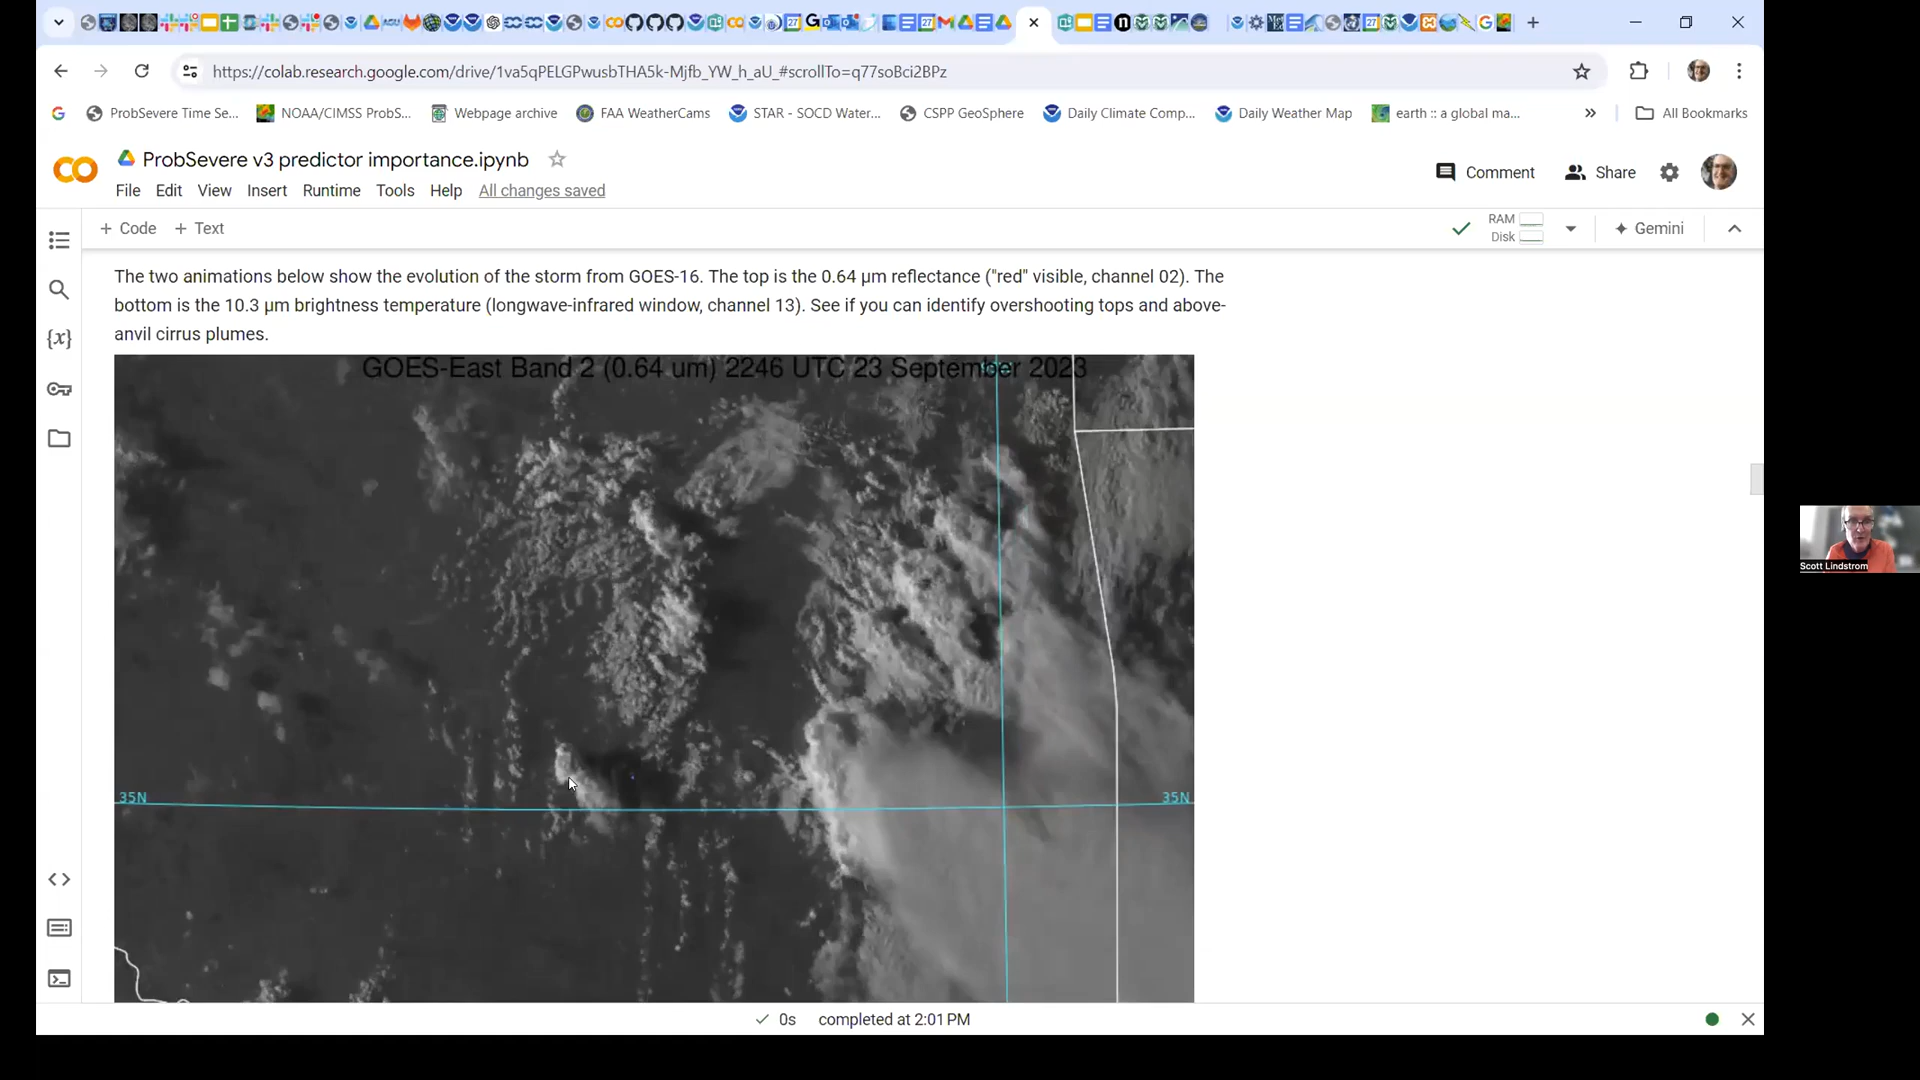 https://colab.research.google.com/drive/1va5qPELGPwusbTHA5k-Mjfb_YW_h_aU_#scrollTo=q77soBci2BPz
ProbSevere Time Se...
NOAA/CIMSS ProbS...
Webpage archive
FAA WeatherCams
STAR - SOCD Water...
CSPP GeoSphere
Daily Climate Comp...
Daily Weather Map
earth :: a global ma...
All Bookmarks
ProbSevere v3 predictor importance.ipynb
Comment
Share
File Edit View Insert Runtime Tools Help All changes saved
+ Code + Text
RAM
Disk
Gemini
The two animations below show the evolution of the storm from GOES-16. The top is the 0.64 µm reflectance ("red" visible, channel 02). The
bottom is the 10.3 µm brightness temperature (longwave-infrared window, channel 13). See if you can identify overshooting tops and above-
anvil cirrus plumes.
GOES-East Band 2 (0.64 um) 2246 UTC 23 September 2023
35N
35N
Scott Lindstrom
0s completed at 2:01 PM